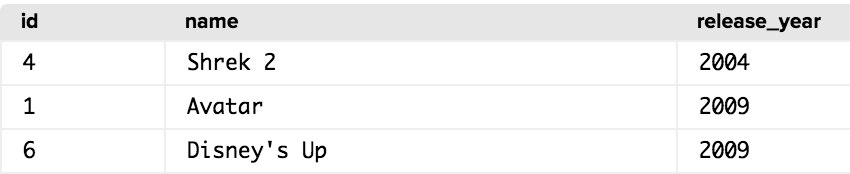 id name release_year
4 Shrek 2 2004
1 Avatar 2009
6 Disney's Up 2009